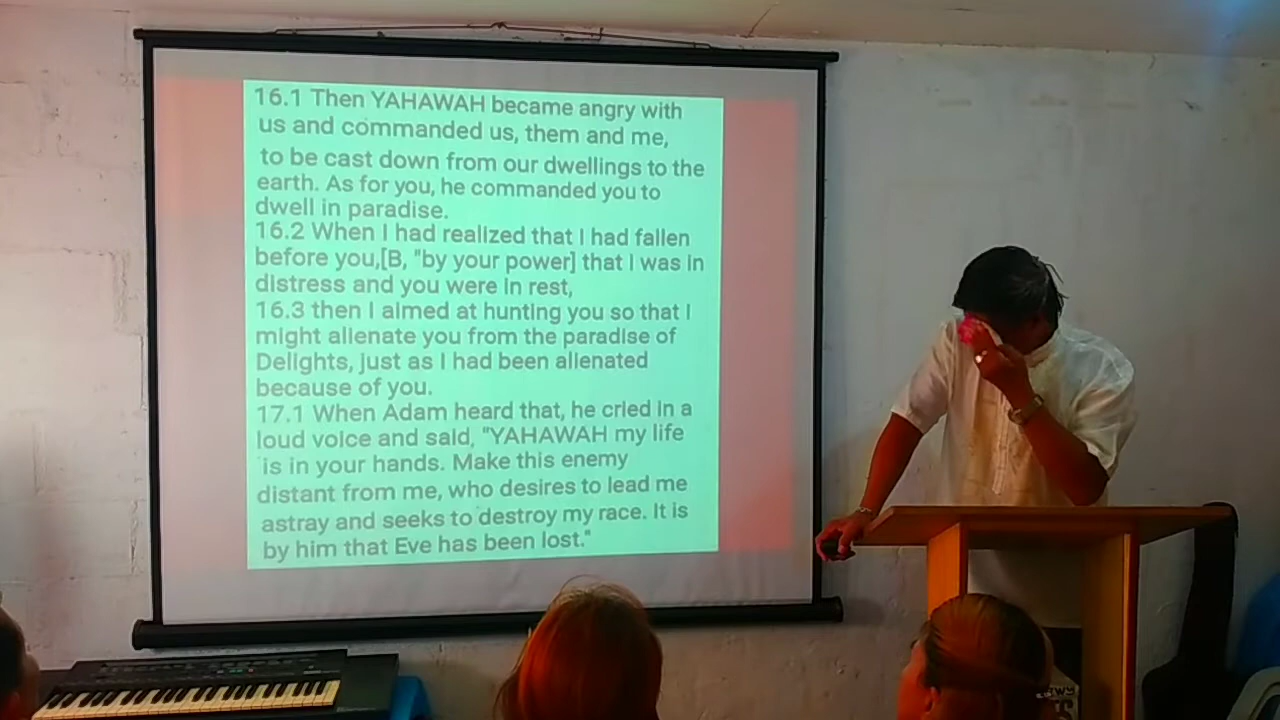 16.1 Then YAHAWAH became angry with
us and commanded us, them and me,
to be cast down from our dwellings to the
earth. As for you, he commanded you to
dwell in paradise.
16.2 When I had realized that I had fallen
before you,[B, "by your power] that I was in
distress and you were in rest,
16.3 then I aimed at hunting you so that I
might alienate you from the paradise of
Delights, just as I had been alienated
because of you.
17.1 When Adam heard that, he cried in a
loud voice and said, "YAHAWAH my life
is in your hands. Make this enemy
distant from me, who desires to lead me
astray and seeks to destroy my race. It is
by him that Eve has been lost."